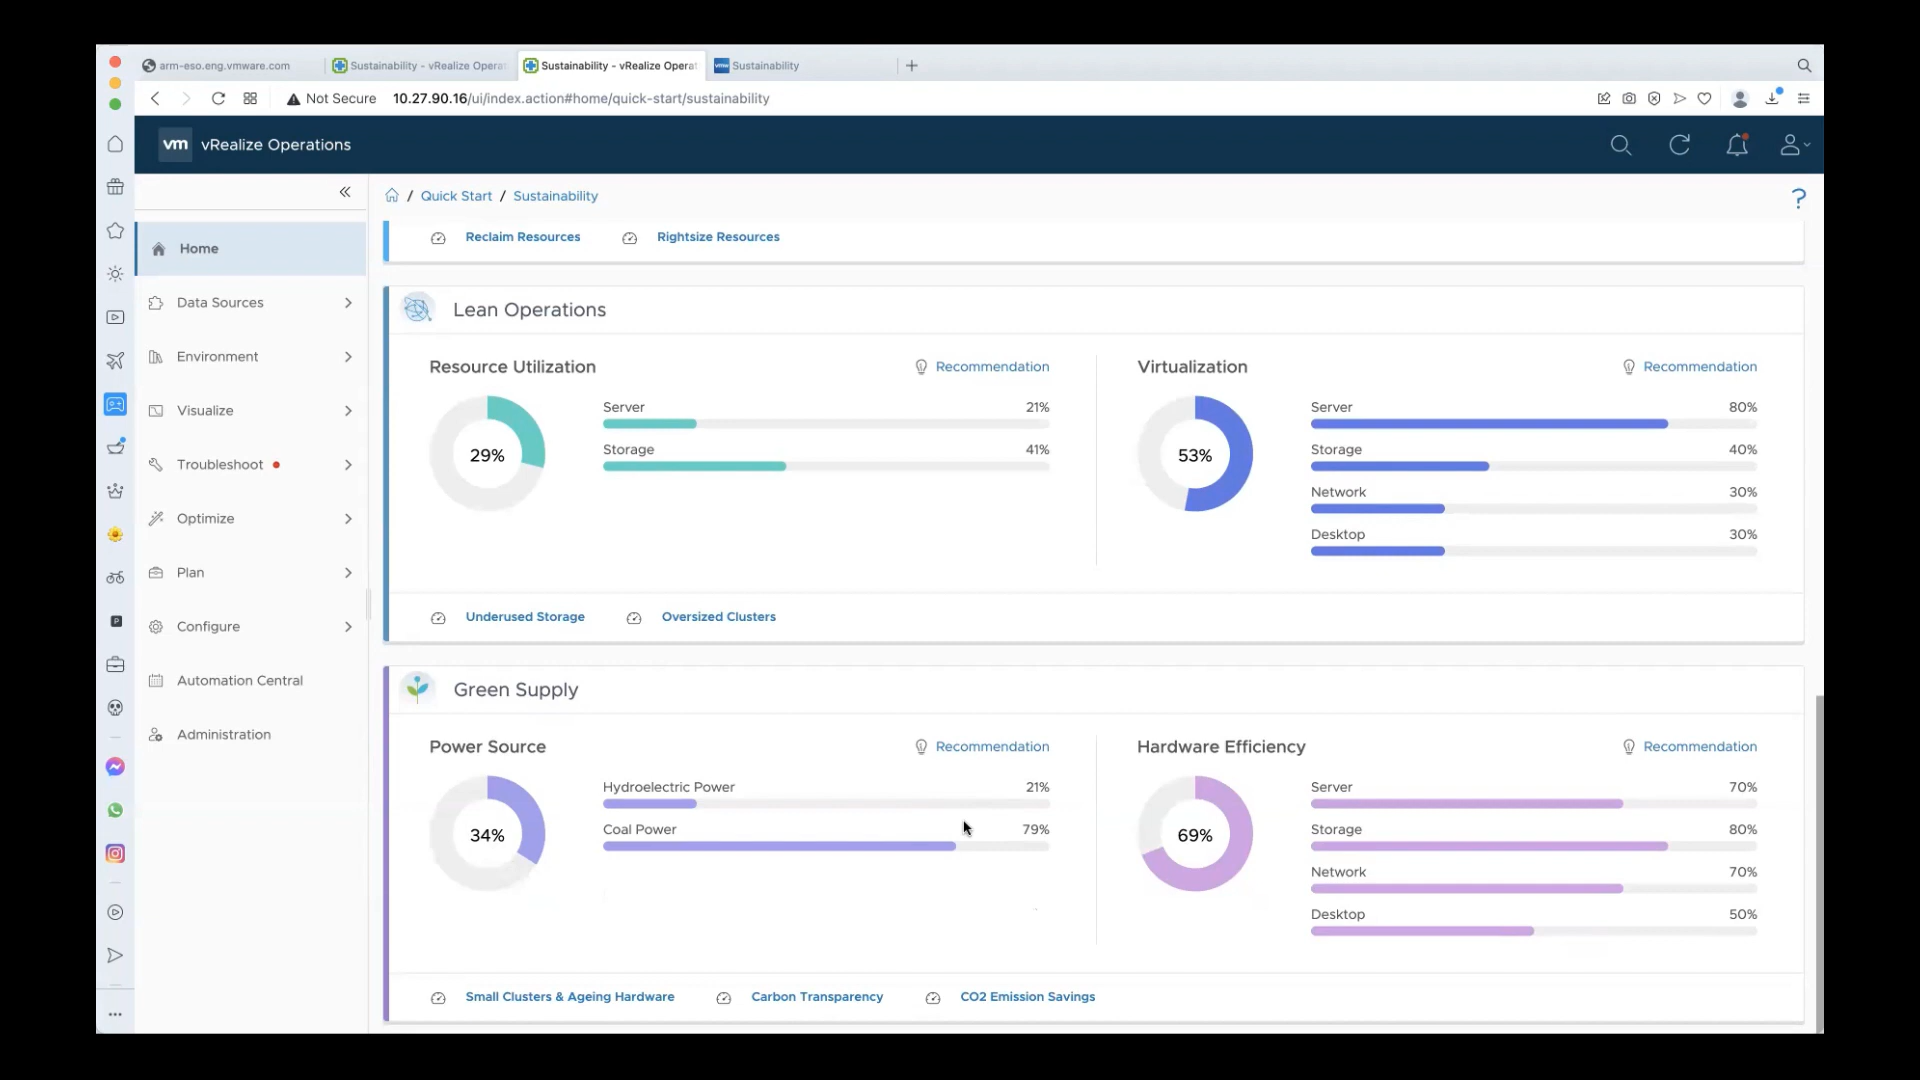 arm-eso.eng.vmware.com
Sustainability - vRealize Opera
Sustainability - vRealize Opera
vmw Sustainability
Not Secure 10.27.90.16/ui/index.action#home/quick-start/sustainability
vm vRealize Operations
/ Quick Start / Sustainability
?
Home
Data Sources
Environment
Visualize
Troubleshoot
Optimize
Plan
Configure
Automation Central
Administration
Reclaim Resources Rightsize Resources
Lean Operations
Resource Utilization Recommendation
29%
Server 21%
Storage 41%
Virtualization Recommendation
53%
Server 80%
Storage 40%
Network 30%
Desktop 30%
Underused Storage Oversized Clusters
Green Supply
Power Source Recommendation
34%
Hydroelectric Power 21%
Coal Power 79%
Hardware Efficiency Recommendation
69%
Server 70%
Storage 80%
Network 70%
Desktop 50%
Small Clusters & Ageing Hardware Carbon Transparency CO2 Emission Savings